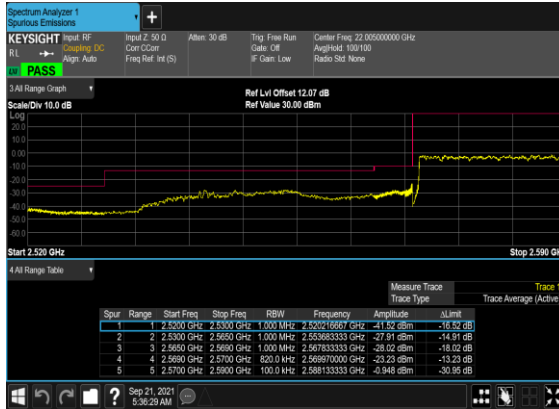 Spectrum Analyzer 1
Spurious Emissions
+
KEYSIGHT Input: RF Input Z: 50 Ω Atten: 30 dB Trig: Free Run Center Freq: 22.005000000 GHz
RL Coupling: DC Corr CCorr Gate: Off Avg|Hold: 100/100
Align: Auto Freq Ref: Int (S) IF Gain: Low Radio Std: None
PASS
3 All Range Graph
Ref Lvl Offset 12.07 dB
Scale/Div 10.0 dB Ref Value 30.00 dBm
Log
20.0
10.0
0.00
-10.0
-20.0
-30.0
-40.0
-50.0
-60.0
Start 2.520 GHz Stop 2.590 GH
4 All Range Table
Measure Trace Trace 1
Trace Type Trace Average (Active
Spur Range Start Freq Stop Freq RBW Frequency Amplitude ΔLimit
1 1 2.5200 GHz 2.5300 GHz 1.000 MHz 2.520216667 GHz -41.52 dBm -16.52 dB
2 2 2.5300 GHz 2.5650 GHz 1.000 MHz 2.553683333 GHz -27.91 dBm -14.91 dB
3 3 2.5650 GHz 2.5690 GHz 1.000 MHz 2.567833333 GHz -28.02 dBm -18.02 dB
4 4 2.5690 GHz 2.5700 GHz 820.0 kHz 2.569970000 GHz -23.23 dBm -13.23 dB
5 5 2.5700 GHz 2.5900 GHz 100.0 kHz 2.588133333 GHz -0.948 dBm -30.95 dB
?
Sep 21, 2021
5:36:29 AM